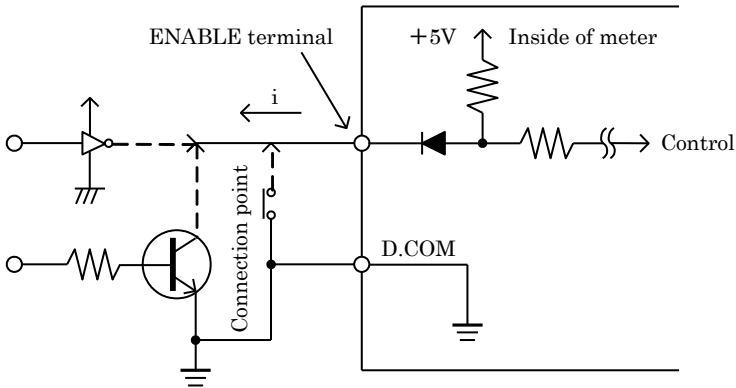 ENABLE terminal
+5V
Inside of meter
i
Control
Connection point
D.COM